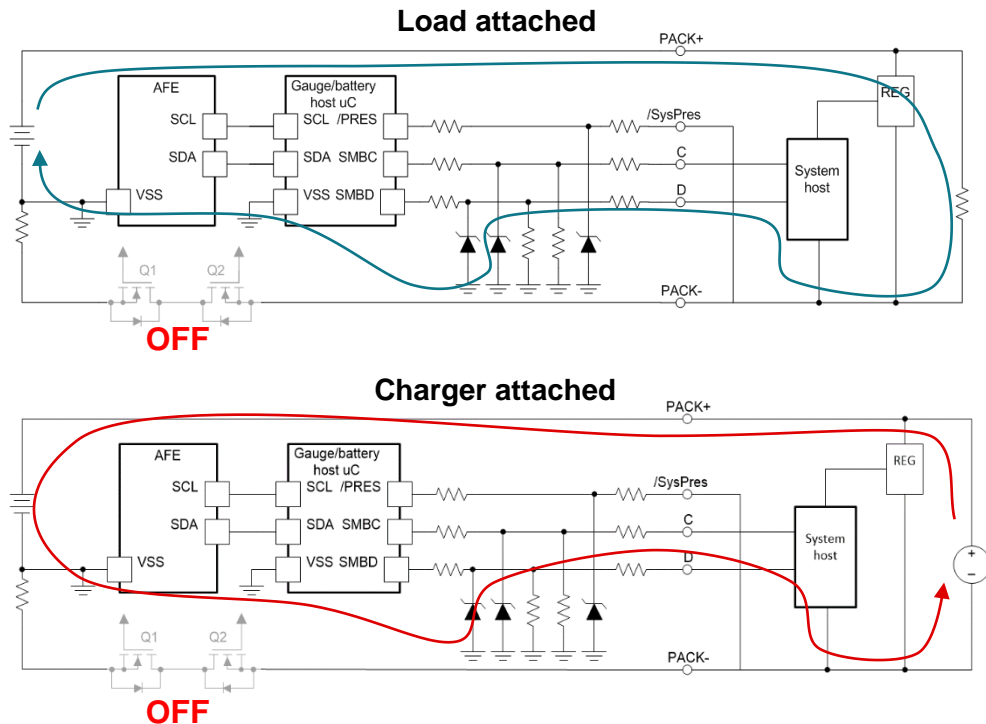 Load attached
PACK+
AFE
Gauge/battery
host uC
REG
SCL
SCL /PRES
/SysPres
SDA
SDA SMBC
C
System
host
VSS
VSS SMBD
D
Q1
Q2
PACK-
OFF
Charger attached
PACK+
AFE
Gauge/battery
host uC
REG
SCL
SCL /PRES
/SysPres
SDA
SDA SMBC
C
System
host
+
-
VSS
VSS SMBD
D
Q1
Q2
PACK-
OFF